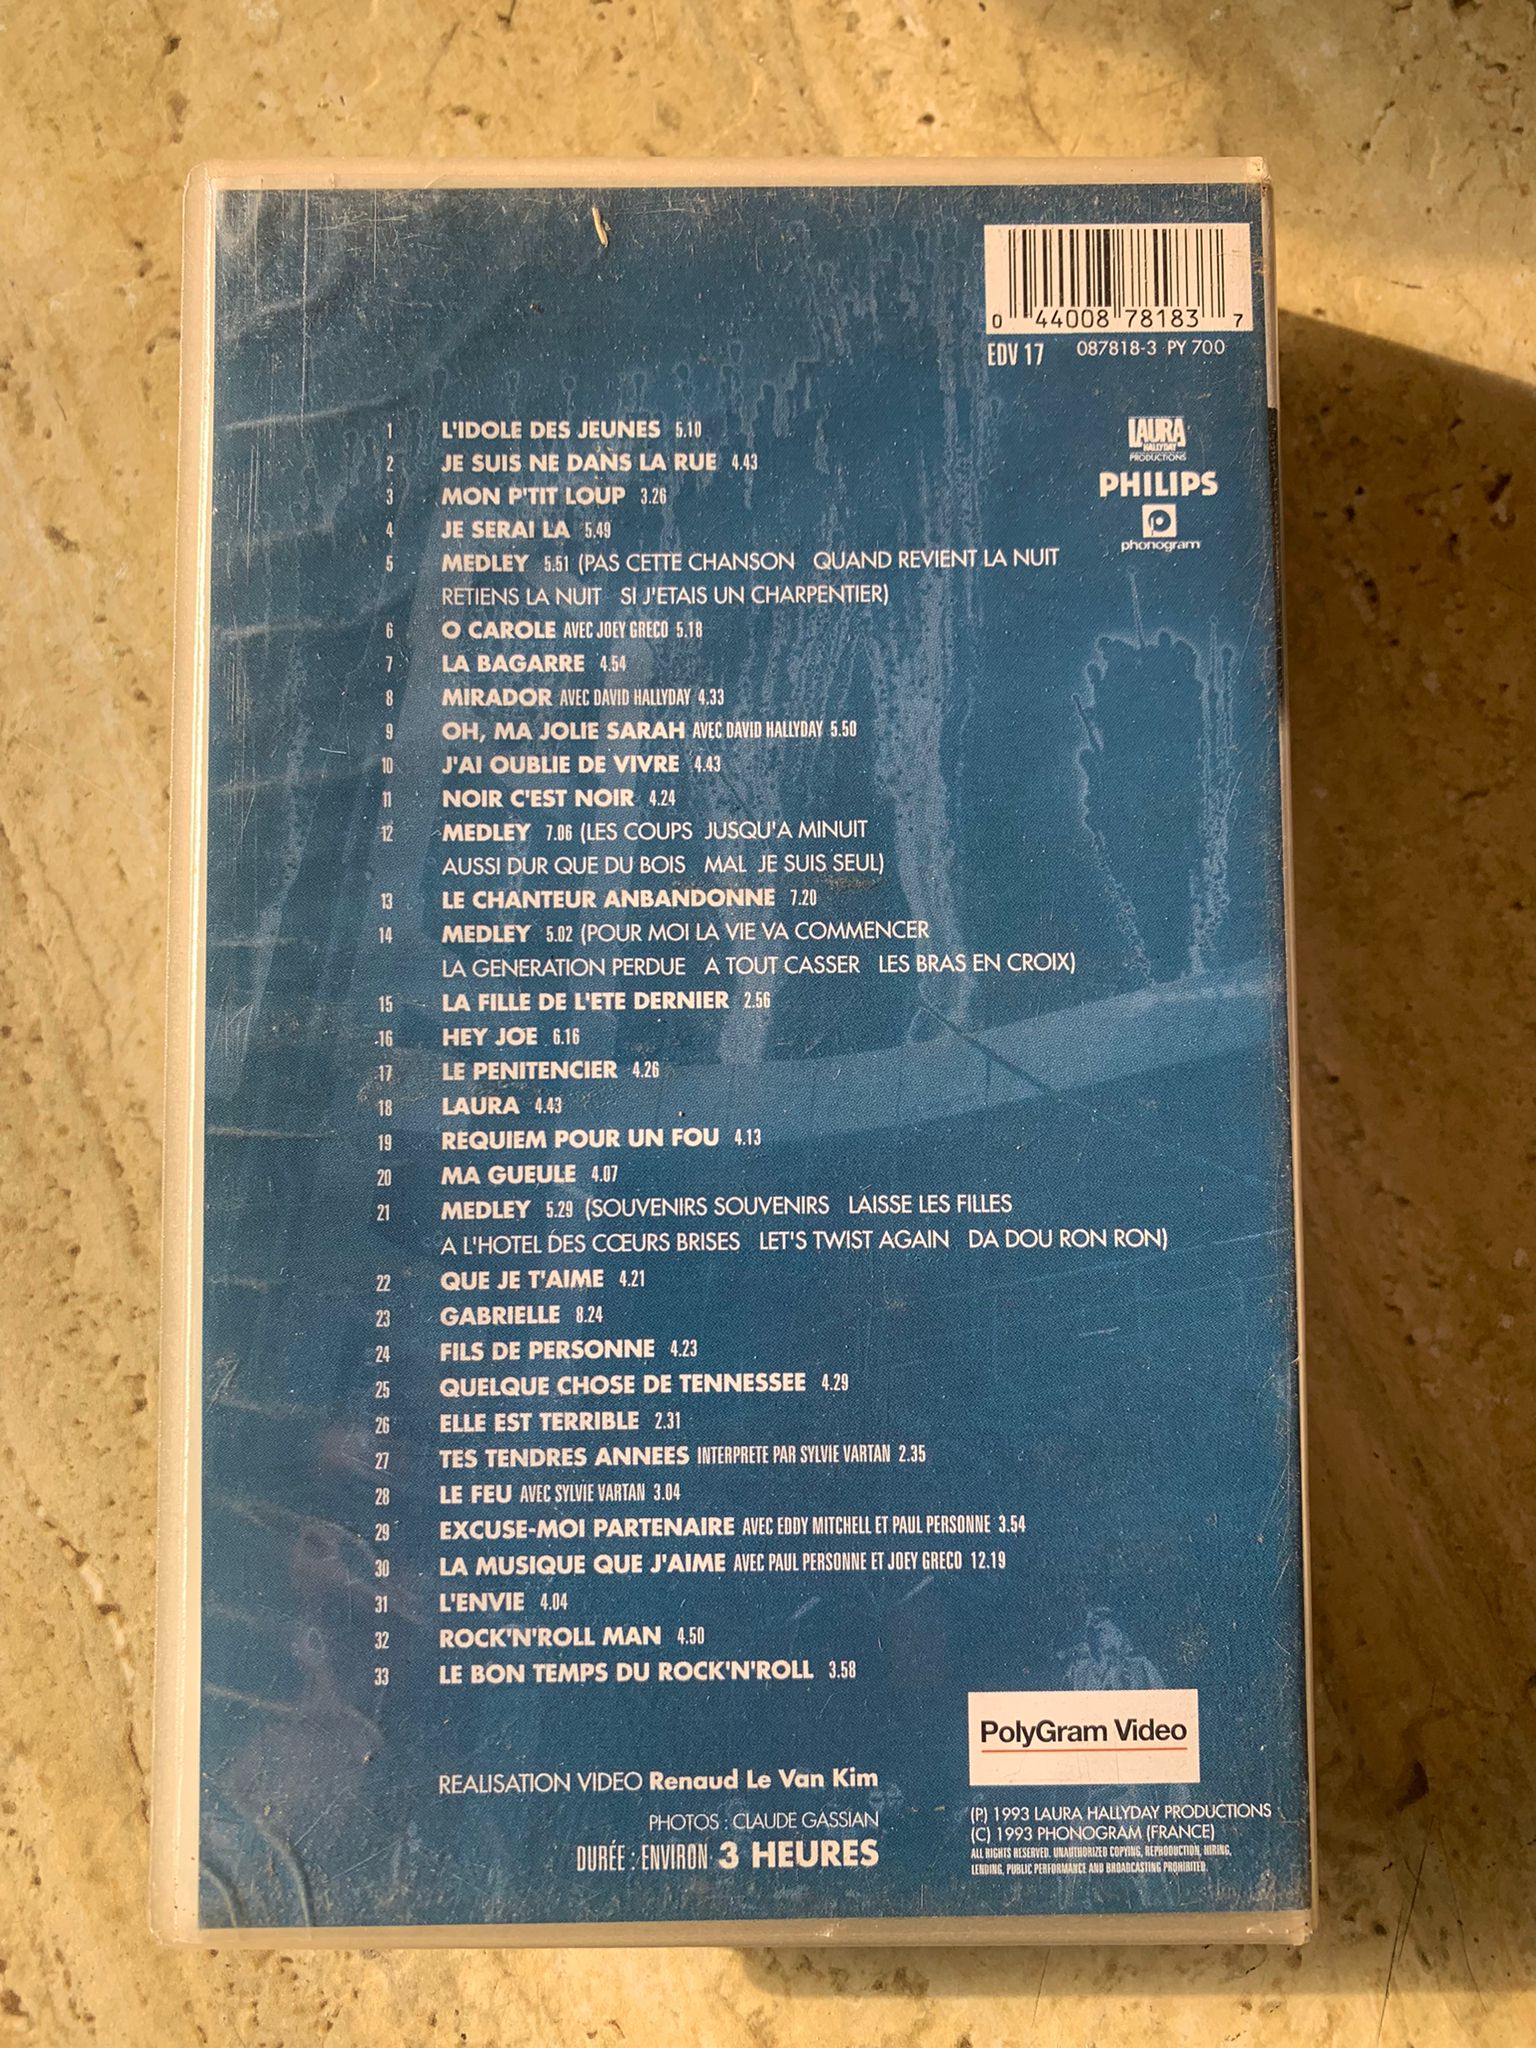 0 44008 78183 7
EDV 17 087818-3 PY 700
LAURA
HALLYDAY
PRODUCTIONS
PHILIPS
phonogram
1 L'IDOLE DES JEUNES 5.10
2 JE SUIS NE DANS LA RUE 4.43
3 MON P'TIT LOUP 3.26
4 JE SERAI LA 5.49
5 MEDLEY 5.51 (PAS CETTE CHANSON QUAND REVIENT LA NUIT
RETIENS LA NUIT SI J'ETAIS UN CHARPENTIER)
6 O CAROLE AVEC JOEY GRECO 5.18
7 LA BAGARRE 4.54
8 MIRADOR AVEC DAVID HALLYDAY 4.33
9 OH, MA JOLIE SARAH AVEC DAVID HALLYDAY 5.50
10 J'AI OUBLIE DE VIVRE 4.43
11 NOIR C'EST NOIR 4.24
12 MEDLEY 7.06 (LES COUPS JUSQU'A MINUIT
AUSSI DUR QUE DU BOIS MAL JE SUIS SEUL)
13 LE CHANTEUR ANBANDONNE 7.20
14 MEDLEY 5.02 (POUR MOI LA VIE VA COMMENCER
LA GENERATION PERDUE A TOUT CASSER LES BRAS EN CROIX)
15 LA FILLE DE L'ETE DERNIER 2.56
16 HEY JOE 6.16
17 LE PENITENCIER 4.26
18 LAURA 4.43
19 REQUIEM POUR UN FOU 4.13
20 MA GUEULE 4.07
21 MEDLEY 5.29 (SOUVENIRS SOUVENIRS LAISSE LES FILLES
A L'HOTEL DES CŒURS BRISES LET'S TWIST AGAIN DA DOU RON RON)
22 QUE JE T'AIME 4.21
23 GABRIELLE 8.24
24 FILS DE PERSONNE 4.23
25 QUELQUE CHOSE DE TENNESSEE 4.29
26 ELLE EST TERRIBLE 2.31
27 TES TENDRES ANNEES INTERPRETE PAR SYLVIE VARTAN 2.35
28 LE FEU AVEC SYLVIE VARTAN 3.04
29 EXCUSE-MOI PARTENAIRE AVEC EDDY MITCHELL ET PAUL PERSONNE 3.54
30 LA MUSIQUE QUE J'AIME AVEC PAUL PERSONNE ET JOEY GRECO 12.19
31 L'ENVIE 4.04
32 ROCK'N'ROLL MAN 4.50
33 LE BON TEMPS DU ROCK'N'ROLL 3.58
PolyGram Video
REALISATION VIDEO Renaud Le Van Kim
PHOTOS : CLAUDE GASSIAN
DURÉE : ENVIRON 3 HEURES
(P) 1993 LAURA HALLYDAY PRODUCTIONS
(C) 1993 PHONOGRAM (FRANCE)
ALL RIGHTS RESERVED. UNAUTHORIZED COPYING, REPRODUCTION, HIRING,
LENDING, PUBLIC PERFORMANCE AND BROADCASTING PROHIBITED.